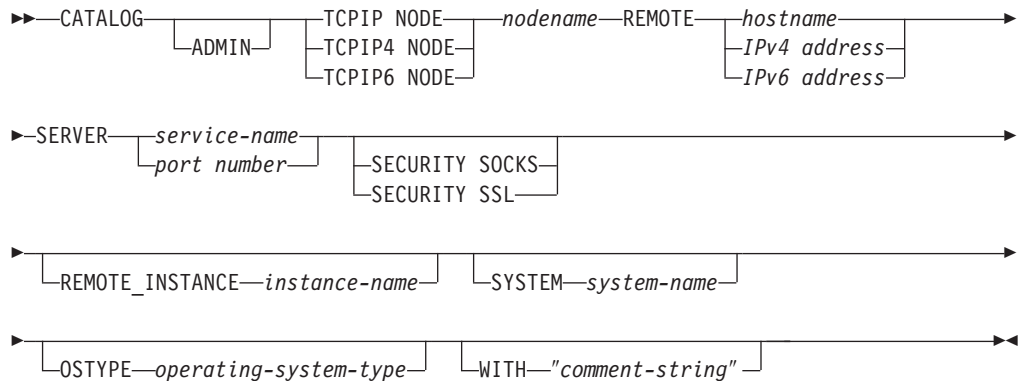 CATALOG ADMIN TCPIP NODE nodename REMOTE hostname
TCPIP4 NODE IPv4 address
TCPIP6 NODE IPv6 address
SERVER service-name
port number SECURITY SOCKS
SECURITY SSL
REMOTE_INSTANCE instance-name SYSTEM system-name
OSTYPE operating-system-type WITH "comment-string"